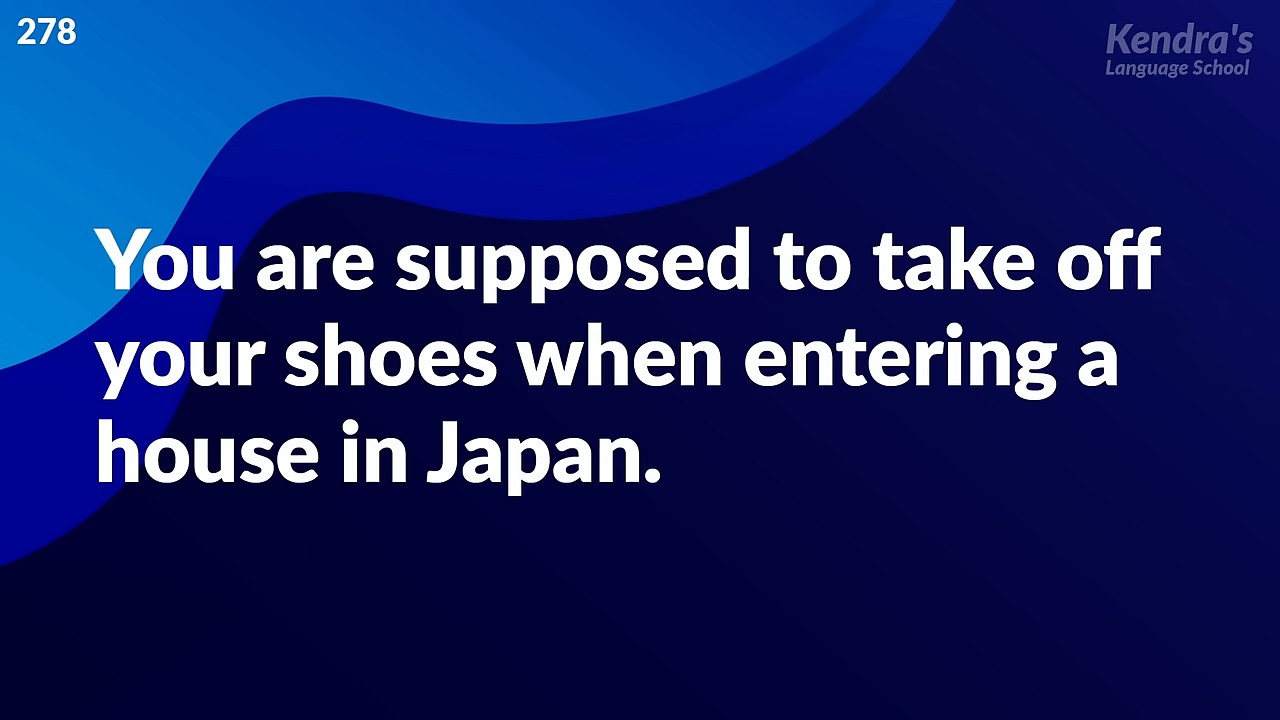 278
Kendra's
Language School
You are supposed to take off
your shoes when entering a
house in Japan.